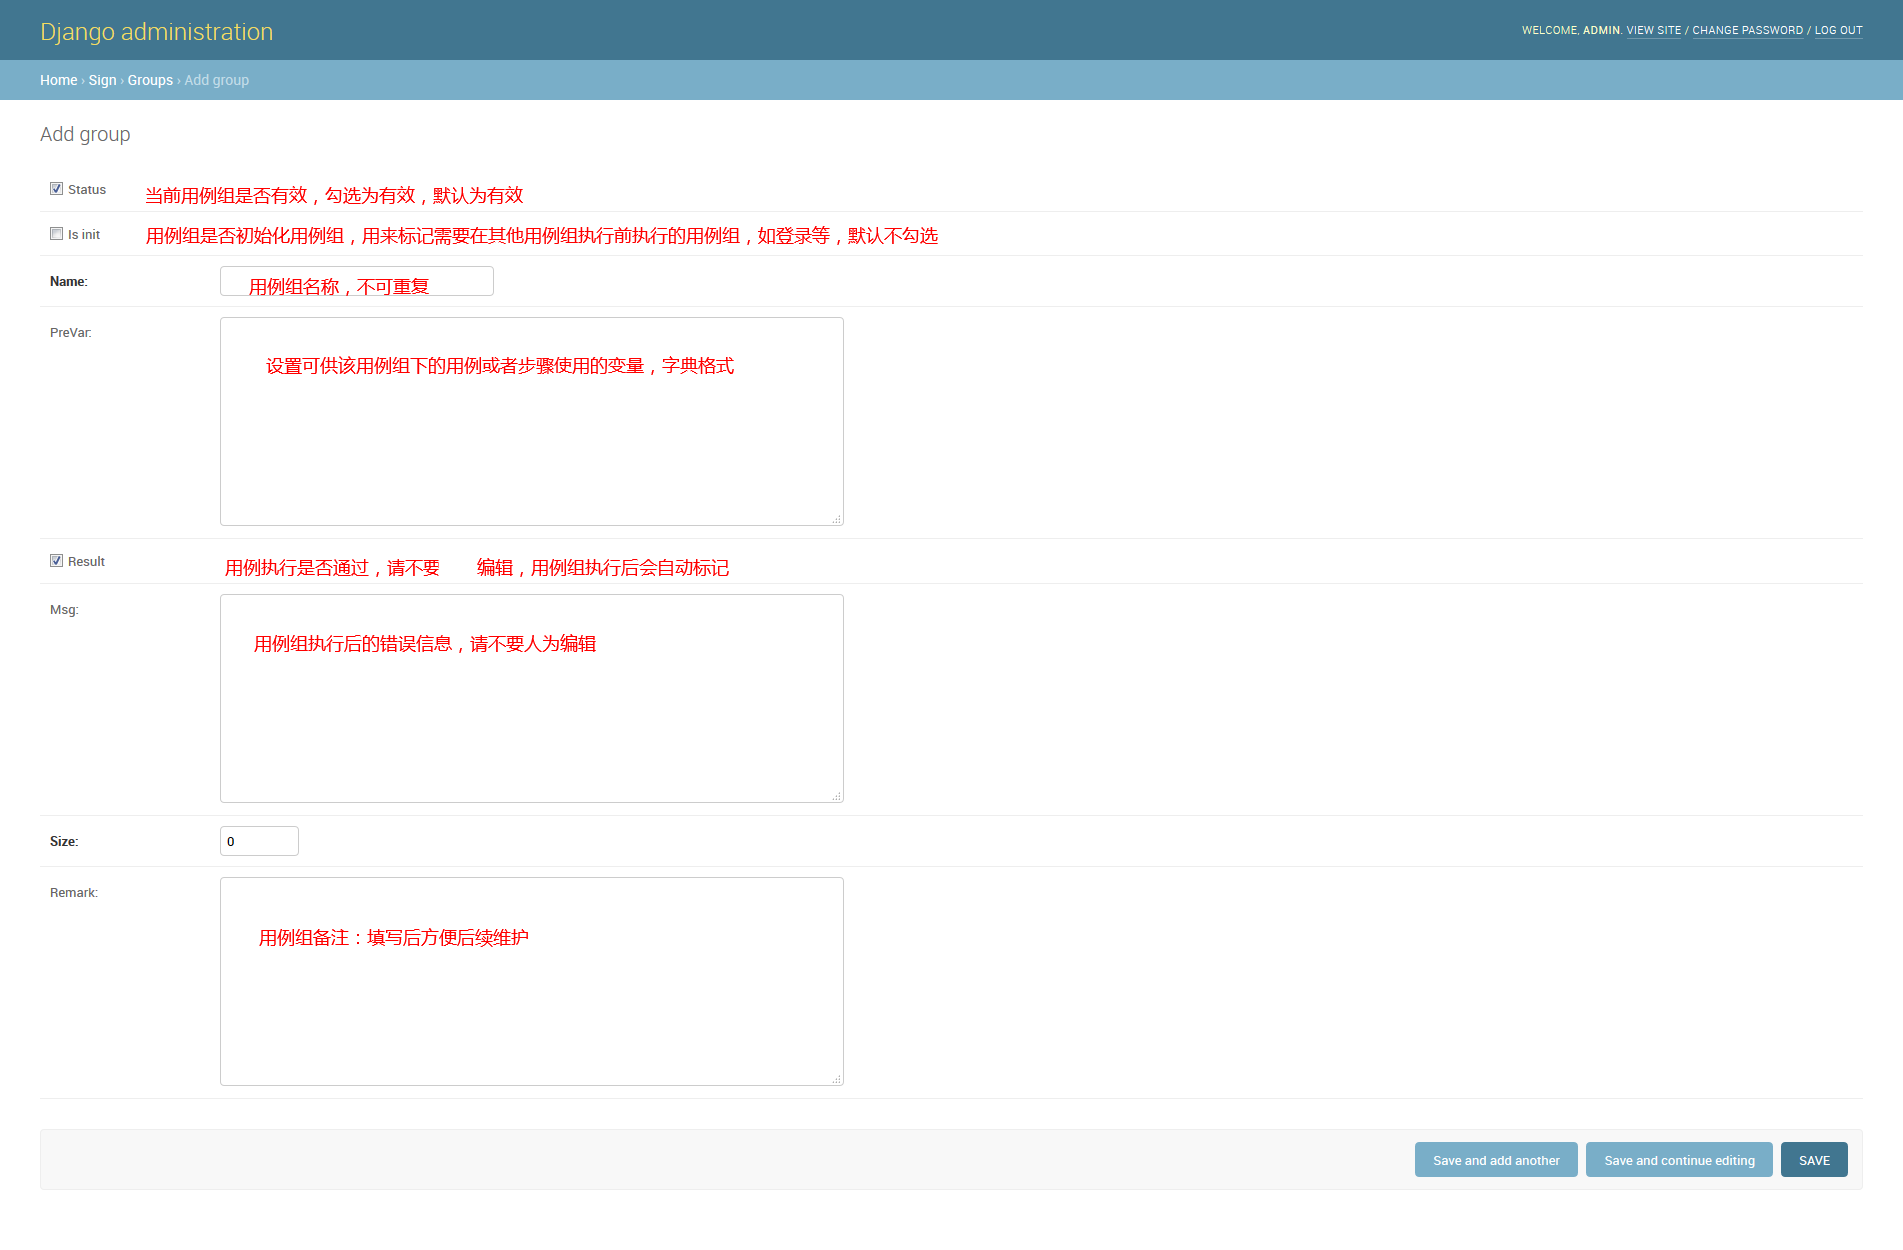 Django administration
WELCOME, ADMIN. VIEW SITE / CHANGE PASSWORD / LOG OUT
Home › Sign › Groups › Add group
Add group
Status 当前用例组是否有效，勾选为有效，默认为有效
Is init 用例组是否初始化用例组，用来标记需要在其他用例组执行前执行的用例组，如登录等，默认不勾选
Name: 用例组名称，不可重复
PreVar:
设置可供该用例组下的用例或者步骤使用的变量，字典格式
Result 用例执行是否通过，请不要 编辑，用例组执行后会自动标记
Msg:
用例组执行后的错误信息，请不要人为编辑
Size: 0
Remark:
用例组备注：填写后方便后续维护
Save and add another Save and continue editing SAVE